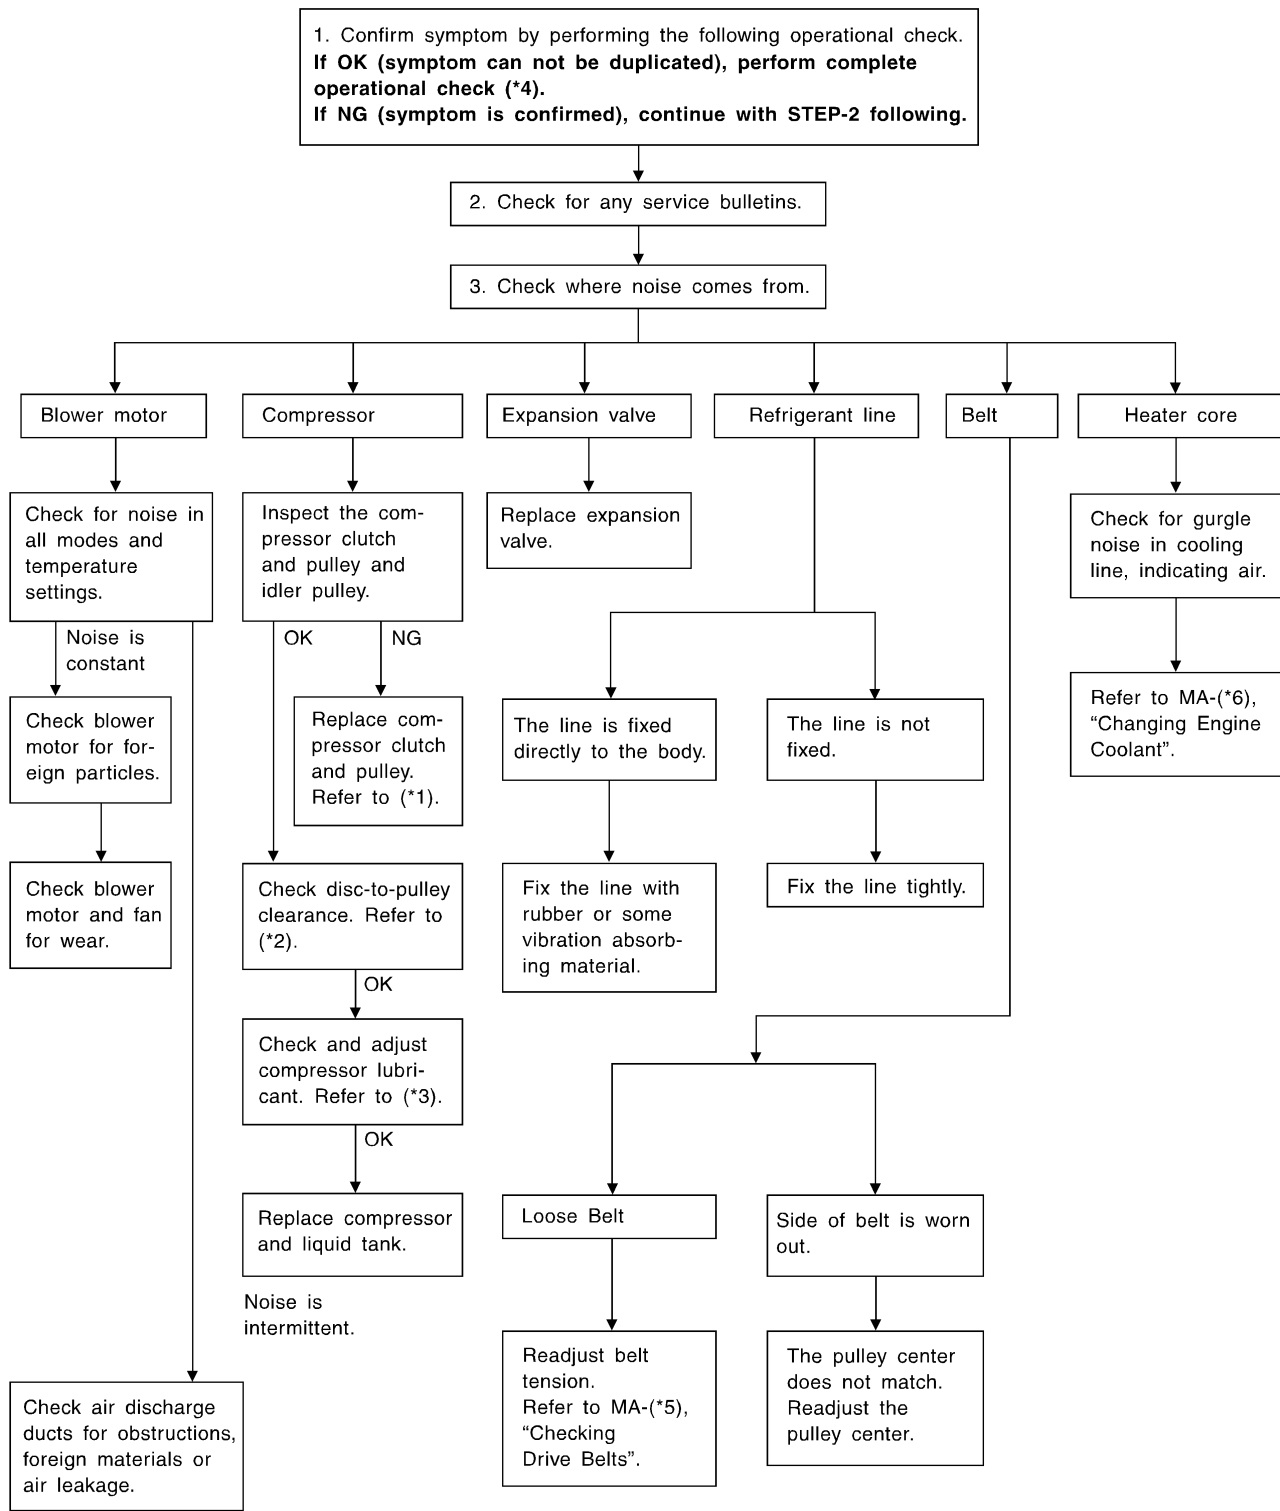 1. Confirm symptom by performing the following operational check.
If OK (symptom can not be duplicated), perform complete
operational check (*4).
If NG (symptom is confirmed), continue with STEP-2 following.
2. Check for any service bulletins.
3. Check where noise comes from.
Blower motor
Compressor
Expansion valve
Refrigerant line
Belt
Heater core
Check for noise in
all modes and
temperature
settings.
Inspect the com-
pressor clutch
and pulley and
idler pulley.
Replace expansion
valve.
Check for gurgle
noise in cooling
line, indicating air.
Noise is
constant
OK
NG
Check blower
motor for for-
eign particles.
Replace com-
pressor clutch
and pulley.
Refer to (*1).
The line is fixed
directly to the body.
The line is not
fixed.
Refer to MA-(*6),
“Changing Engine
Coolant”.
Check blower
motor and fan
for wear.
Check disc-to-pulley
clearance. Refer to
(*2).
Fix the line with
rubber or some
vibration absorb-
ing material.
Fix the line tightly.
OK
Check and adjust
compressor lubri-
cant. Refer to (*3).
OK
Replace compressor
and liquid tank.
Loose Belt
Side of belt is worn
out.
Noise is
intermittent.
Check air discharge
ducts for obstructions,
foreign materials or
air leakage.
Readjust belt
tension.
Refer to MA-(*5),
“Checking
Drive Belts”.
The pulley center
does not match.
Readjust the
pulley center.